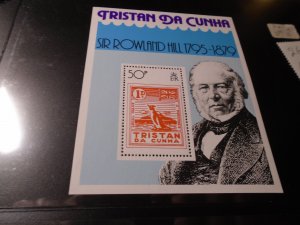 TRISTAN DA CUNHA
SIR ROWLAND HILL 1795-1879
50p
TRISTAN
DA CUNHA